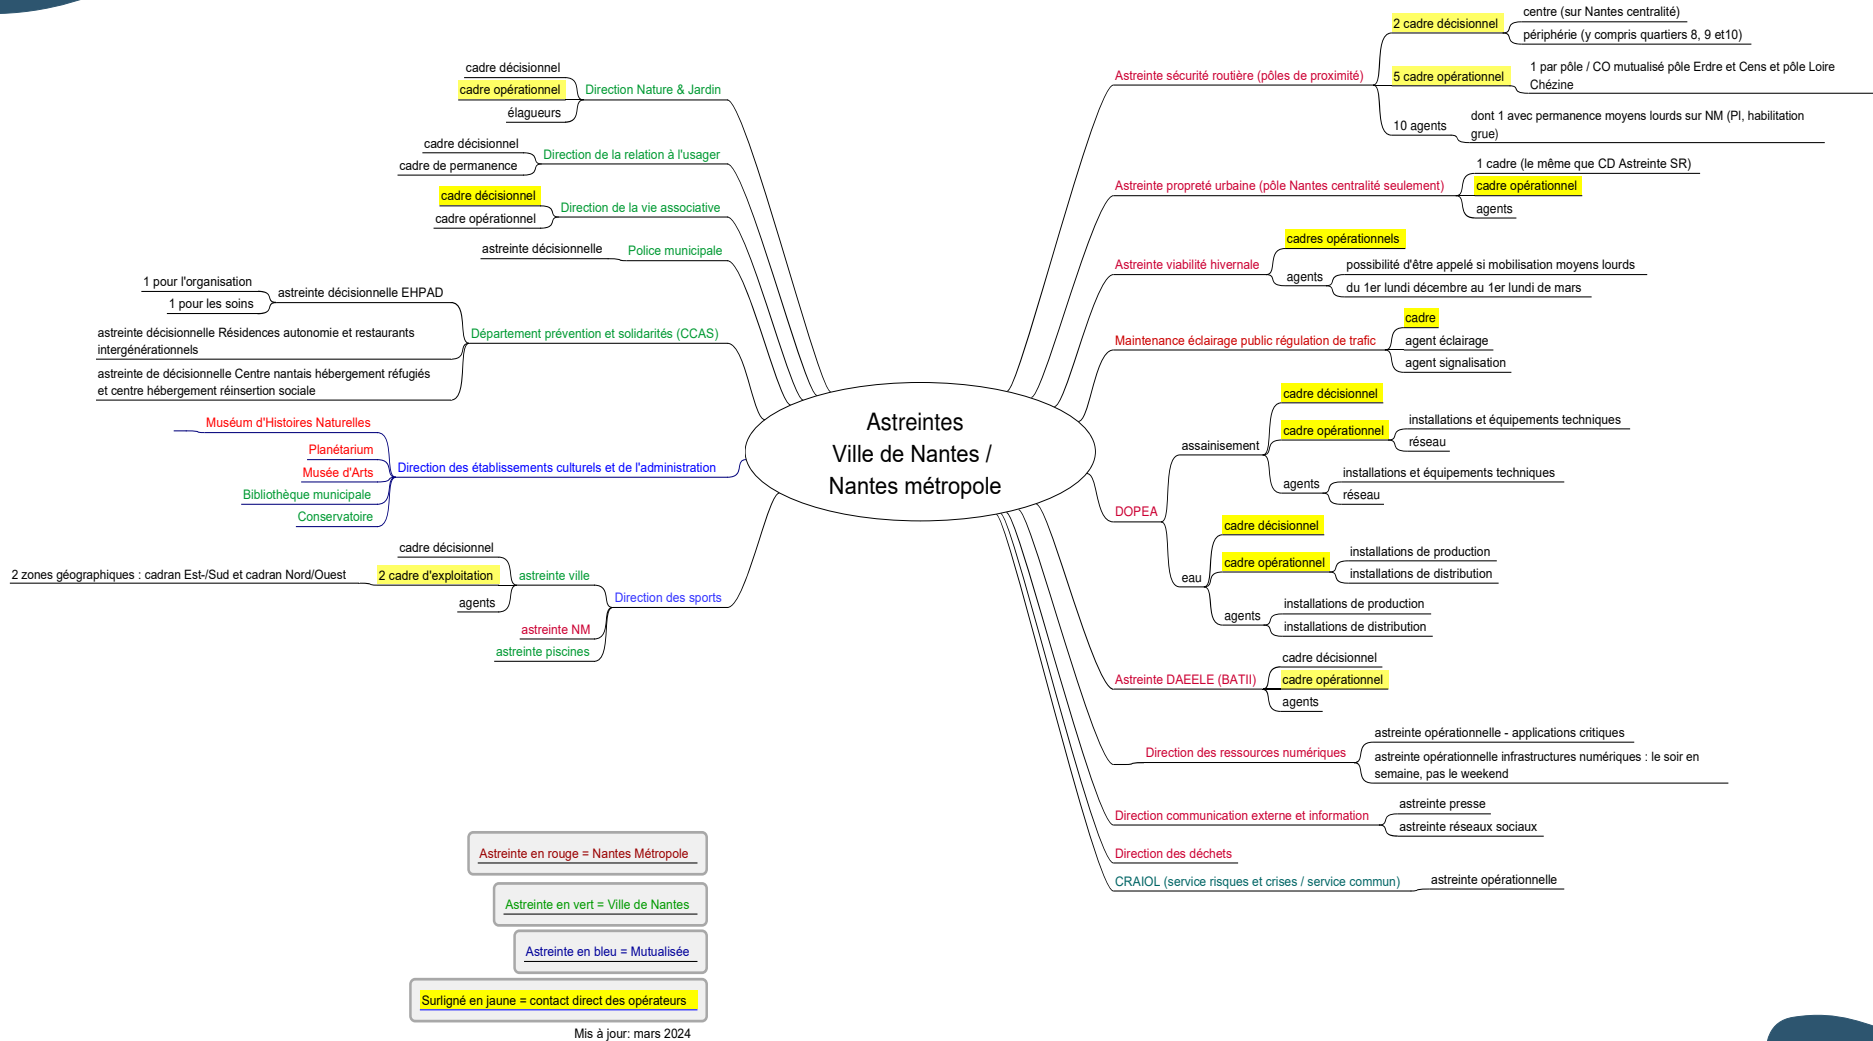 Astreintes
Ville de Nantes /
Nantes métropole
cadre décisionnel
cadre opérationnel
élagueurs
Direction Nature & Jardin
cadre décisionnel
cadre de permanence
Direction de la relation à l'usager
cadre décisionnel
cadre opérationnel
Direction de la vie associative
astreinte décisionnelle
Police municipale
1 pour l'organisation
1 pour les soins
astreinte décisionnelle EHPAD
astreinte décisionnelle Résidences autonomie et restaurants
intergénérationnels
astreinte de décisionnelle Centre nantais hébergement réfugiés
et centre hébergement réinsertion sociale
Département prévention et solidarités (CCAS)
Muséum d'Histoires Naturelles
Planétarium
Musée d'Arts
Bibliothèque municipale
Conservatoire
Direction des établissements culturels et de l'administration
cadre décisionnel
2 zones géographiques : cadran Est-/Sud et cadran Nord/Ouest
2 cadre d'exploitation
agents
astreinte ville
astreinte NM
astreinte piscines
Direction des sports
Astreinte sécurité routière (pôles de proximité)
2 cadre décisionnel
centre (sur Nantes centralité)
périphérie (y compris quartiers 8, 9 et10)
5 cadre opérationnel
1 par pôle / CO mutualisé pôle Erdre et Cens et pôle Loire
Chézine
10 agents
dont 1 avec permanence moyens lourds sur NM (PI, habilitation
grue)
Astreinte propreté urbaine (pôle Nantes centralité seulement)
1 cadre (le même que CD Astreinte SR)
cadre opérationnel
agents
Astreinte viabilité hivernale
cadres opérationnels
agents
possibilité d'être appelé si mobilisation moyens lourds
du 1er lundi décembre au 1er lundi de mars
Maintenance éclairage public régulation de trafic
cadre
agent éclairage
agent signalisation
DOPEA
assainisement
cadre décisionnel
cadre opérationnel
installations et équipements techniques
réseau
agents
installations et équipements techniques
réseau
eau
cadre décisionnel
cadre opérationnel
installations de production
installations de distribution
agents
installations de production
installations de distribution
Astreinte DAEELE (BATII)
cadre décisionnel
cadre opérationnel
agents
Direction des ressources numériques
astreinte opérationnelle - applications critiques
astreinte opérationnelle infrastructures numériques : le soir en
semaine, pas le weekend
Direction communication externe et information
astreinte presse
astreinte réseaux sociaux
Direction des déchets
CRAIOL (service risques et crises / service commun)
astreinte opérationnelle
Astreinte en rouge = Nantes Métropole
Astreinte en vert = Ville de Nantes
Astreinte en bleu = Mutualisée
Surligné en jaune = contact direct des opérateurs
Mis à jour: mars 2024